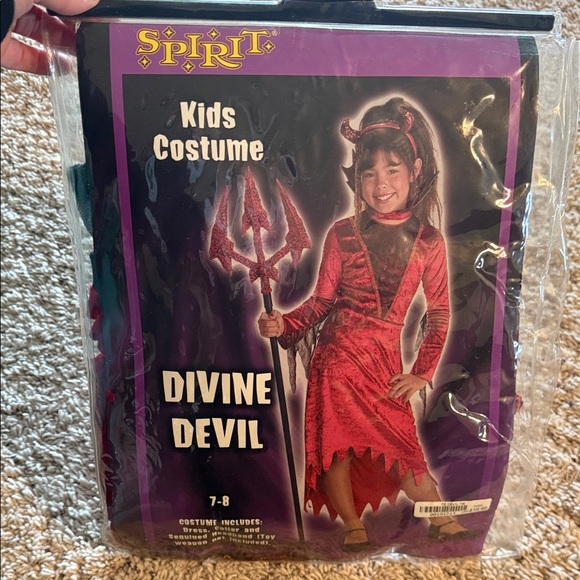 SPIRIT®
Kids
Costume
DIVINE
DEVIL
7-8
COSTUME INCLUDES:
Dress, Collar and
Sequined Headband (Toy
weapon not included).